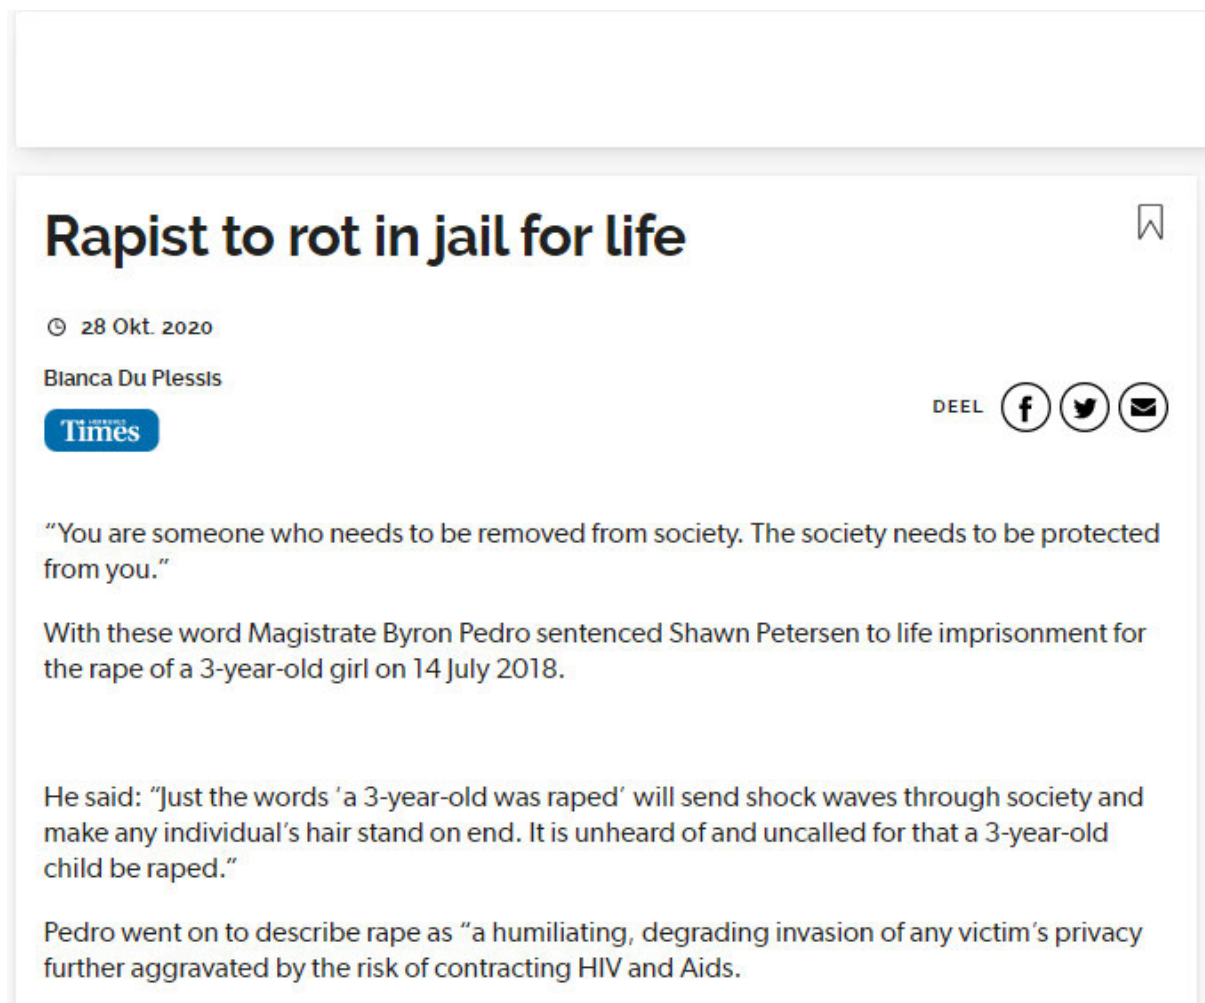 Rapist to rot in jail for life
28 Okt. 2020
Bianca Du Plessis
Times
DEEL
“You are someone who needs to be removed from society. The society needs to be protected
from you.”
With these word Magistrate Byron Pedro sentenced Shawn Petersen to life imprisonment for
the rape of a 3-year-old girl on 14 July 2018.
He said: “Just the words ‘a 3-year-old was raped’ will send shock waves through society and
make any individual’s hair stand on end. It is unheard of and uncalled for that a 3-year-old
child be raped.”
Pedro went on to describe rape as “a humiliating, degrading invasion of any victim’s privacy
further aggravated by the risk of contracting HIV and Aids.